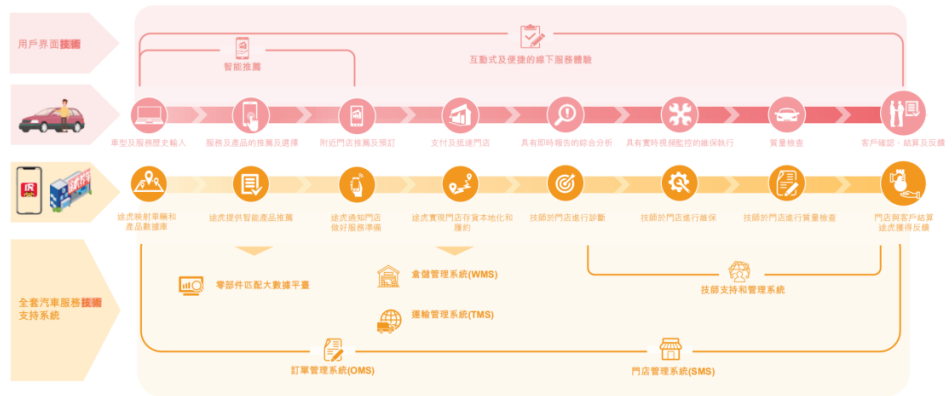 用戶界面技術
智能推薦
互動式及便捷的線下服務體驗
車型及服務歷史輸入
服務及產品的推薦及選擇
附近門店推薦及預訂
支付及抵達門店
具有即時報告的綜合分析
具有實時視頻監控的維保執行
質量檢查
客戶確認、結算及反饋
途虎映射車輛和
產品數據庫
途虎提供智能產品推薦
途虎通知門店
做好服務準備
途虎實現門店存貨本地化和
履約
技師於門店進行診斷
技師於門店進行維保
技師於門店進行質量檢查
門店與客戶結算
途虎獲得反饋
全套汽車服務技術
支持系統
零部件匹配大數據平臺
倉儲管理系統(WMS)
運輸管理系統(TMS)
技師支持和管理系統
訂單管理系統(OMS)
門店管理系統(SMS)